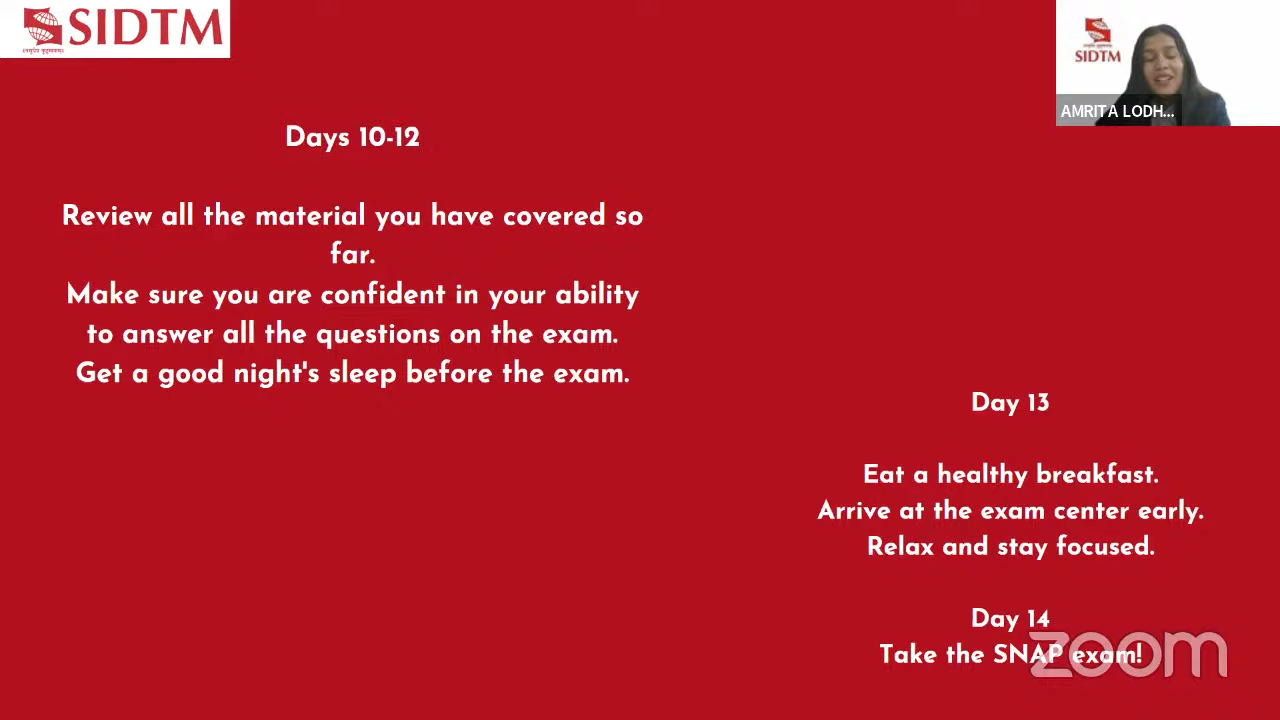 SIDTM
SIDTM
AMRITA LODH...
Days 10-12
Review all the material you have covered so
far.
Make sure you are confident in your ability
to answer all the questions on the exam.
Get a good night's sleep before the exam.
Day 13
Eat a healthy breakfast.
Arrive at the exam center early.
Relax and stay focused.
Day 14
Take the SNAP exam!
zoom